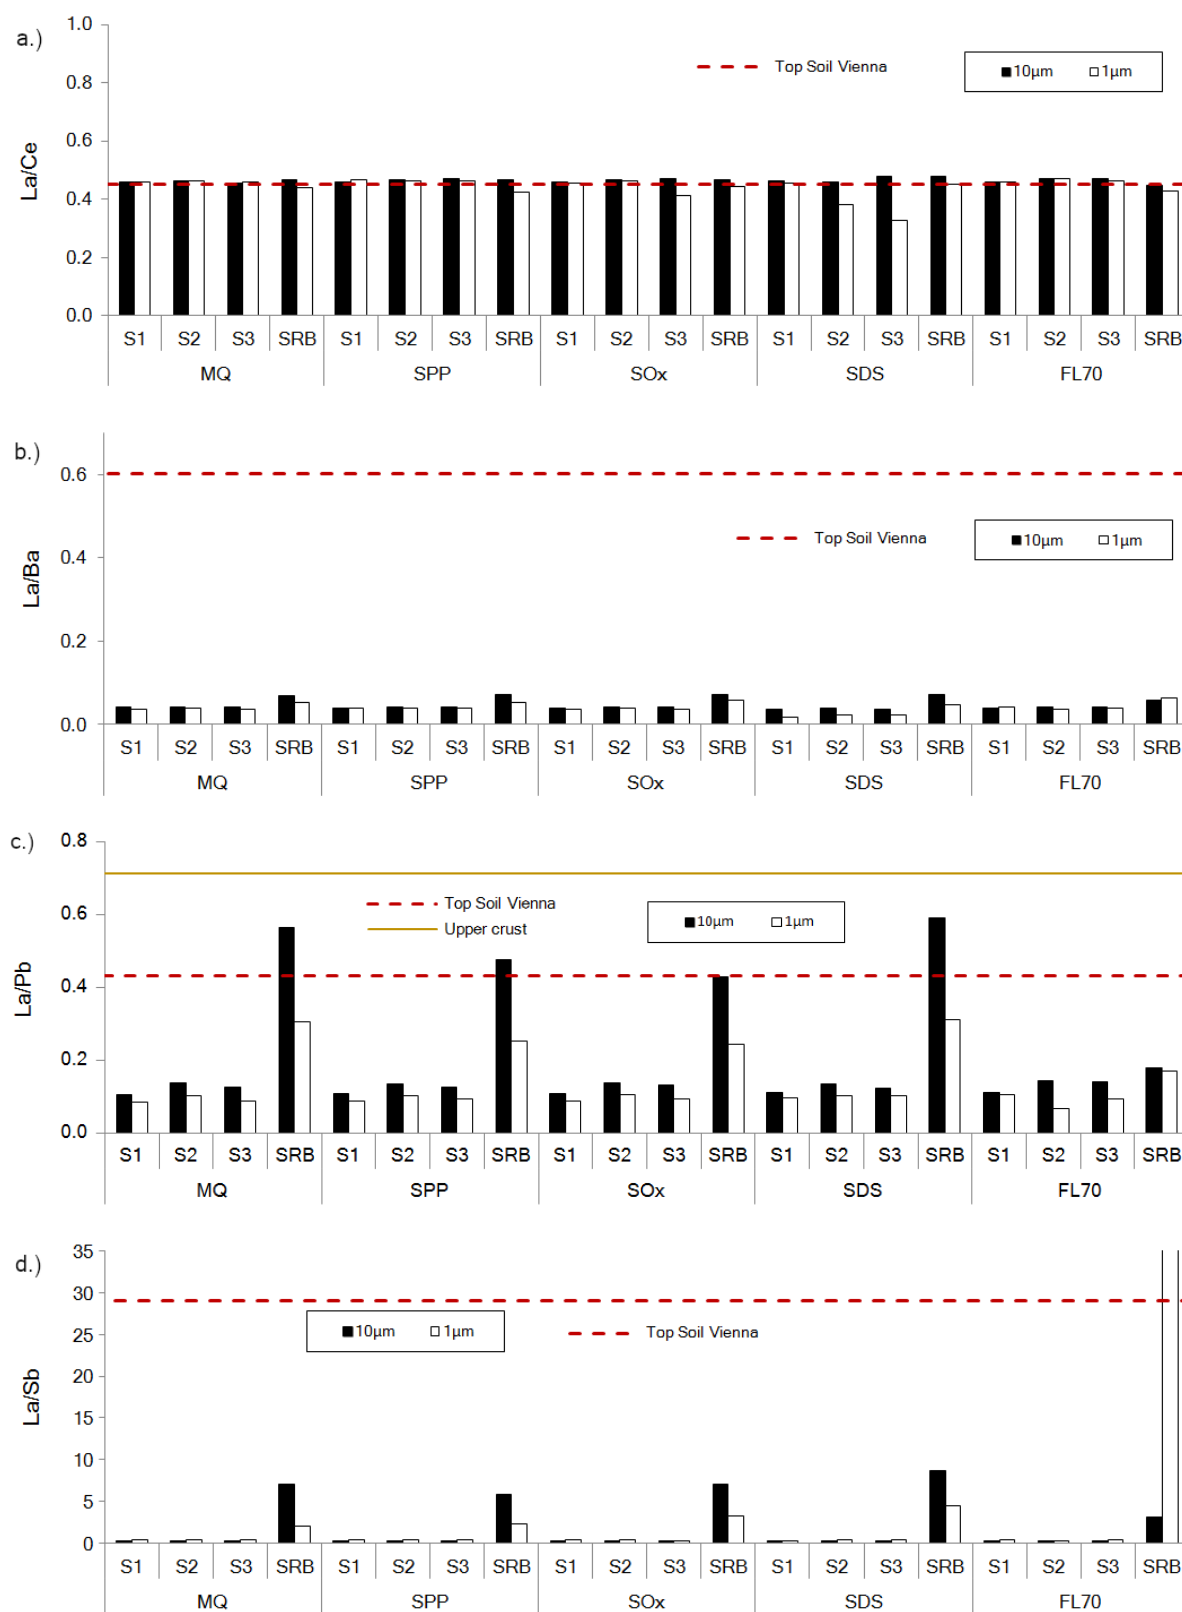 a.)
1.0
0.8
0.6
0.4
0.2
0.0
La/Ce
Top Soil Vienna
10µm 1µm
S1 S2 S3 SRB S1 S2 S3 SRB S1 S2 S3 SRB S1 S2 S3 SRB S1 S2 S3 SRB
MQ SPP SOx SDS FL70
b.)
0.6
0.4
0.2
0.0
La/Ba
Top Soil Vienna
10µm 1µm
S1 S2 S3 SRB S1 S2 S3 SRB S1 S2 S3 SRB S1 S2 S3 SRB S1 S2 S3 SRB
MQ SPP SOx SDS FL70
c.)
0.8
0.6
0.4
0.2
0.0
La/Pb
Top Soil Vienna
Upper crust
10µm 1µm
S1 S2 S3 SRB S1 S2 S3 SRB S1 S2 S3 SRB S1 S2 S3 SRB S1 S2 S3 SRB
MQ SPP SOx SDS FL70
d.)
35
30
25
20
15
10
5
0
La/Sb
10µm 1µm
Top Soil Vienna
S1 S2 S3 SRB S1 S2 S3 SRB S1 S2 S3 SRB S1 S2 S3 SRB S1 S2 S3 SRB
MQ SPP SOx SDS FL70